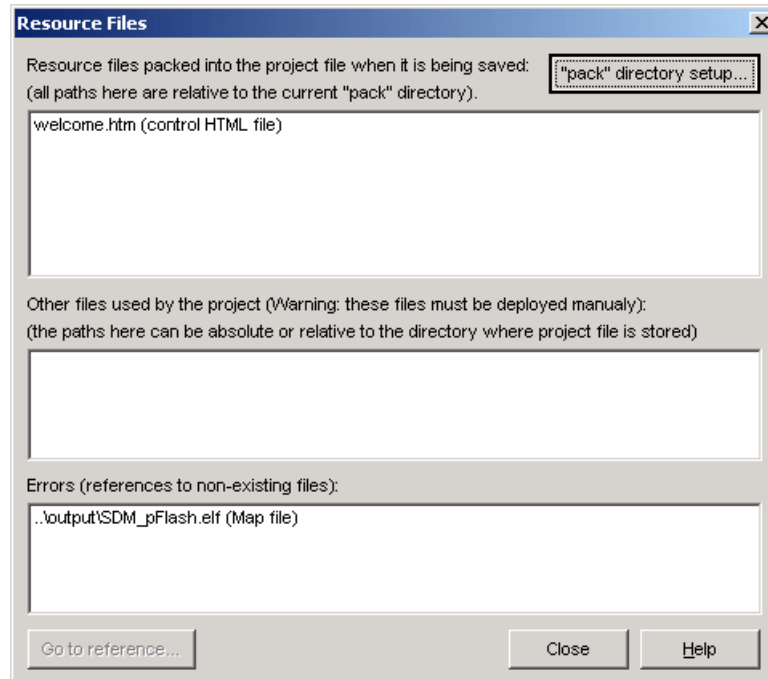 Resource Files
Resource files packed into the project file when it is being saved:
"pack" directory setup...
(all paths here are relative to the current "pack" directory).
welcome.htm (control HTML file)
Other files used by the project (Warning: these files must be deployed manualy):
(the paths here can be absolute or relative to the directory where project file is stored)
Errors (references to non-existing files):
..\output\SDM_pFlash.elf (Map file)
Go to reference...
Close
Help